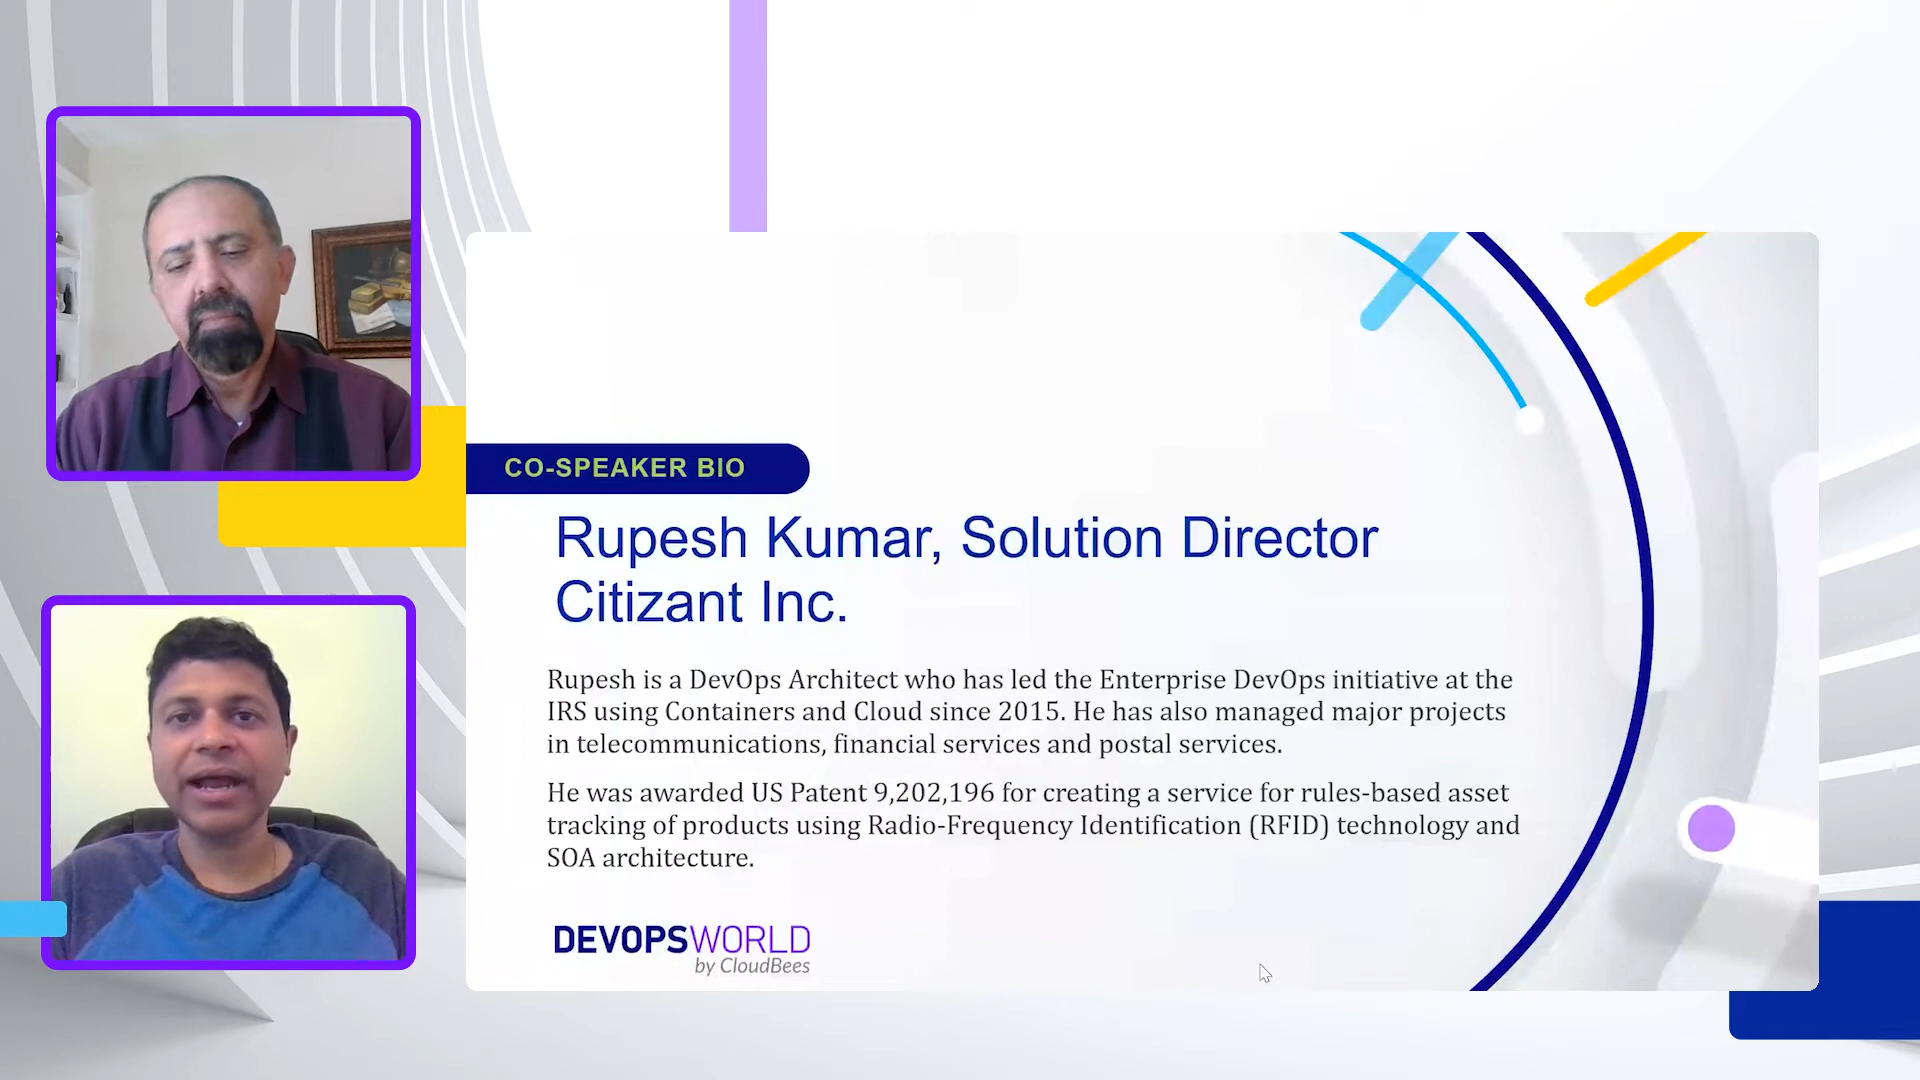 CO-SPEAKER BIO
Rupesh Kumar, Solution Director
Citizant Inc.
Rupesh is a DevOps Architect who has led the Enterprise DevOps initiative at the
IRS using Containers and Cloud since 2015. He has also managed major projects
in telecommunications, financial services and postal services.
He was awarded US Patent 9,202,196 for creating a service for rules-based asset
tracking of products using Radio-Frequency Identification (RFID) technology and
SOA architecture.
DEVOPSWORLD
by CloudBees